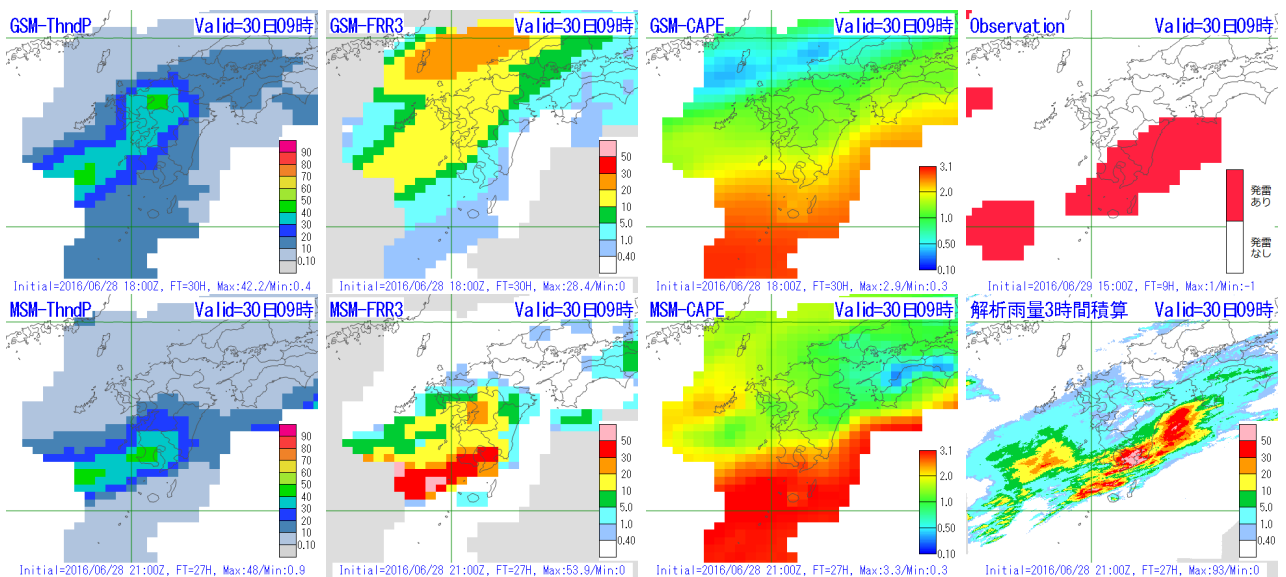 GSM-ThndP Valid=30日09時
90
80
70
60
50
40
30
20
10
0.10
Initial=2016/06/28 18:00Z, FT=30H, Max:42.2/Min:0.4
GSM-FRR3 Valid=30日09時
50
30
20
10
5.0
1.0
0.40
Initial=2016/06/28 18:00Z, FT=30H, Max:28.4/Min:0
GSM-CAPE Valid=30日09時
3.1
2.0
1.0
0.50
0.10
Initial=2016/06/28 18:00Z, FT=30H, Max:2.9/Min:0.3
Observation Valid=30日09時
発雷
あり
発雷
なし
Initial=2016/06/29 15:00Z, FT=9H, Max:1/Min:-1
MSM-ThndP Valid=30日09時
90
80
70
60
50
40
30
20
10
0.10
Initial=2016/06/28 21:00Z, FT=27H, Max:48/Min:0.9
MSM-FRR3 Valid=30日09時
50
30
20
10
5.0
1.0
0.40
Initial=2016/06/28 21:00Z, FT=27H, Max:53.9/Min:0
MSM-CAPE Valid=30日09時
3.1
2.0
1.0
0.50
0.10
Initial=2016/06/28 21:00Z, FT=27H, Max:3.3/Min:0.3
解析雨量3時間積算 Valid=30日09時
50
30
20
10
5.0
1.0
0.40
Initial=2016/06/28 21:00Z, FT=27H, Max:93/Min:0